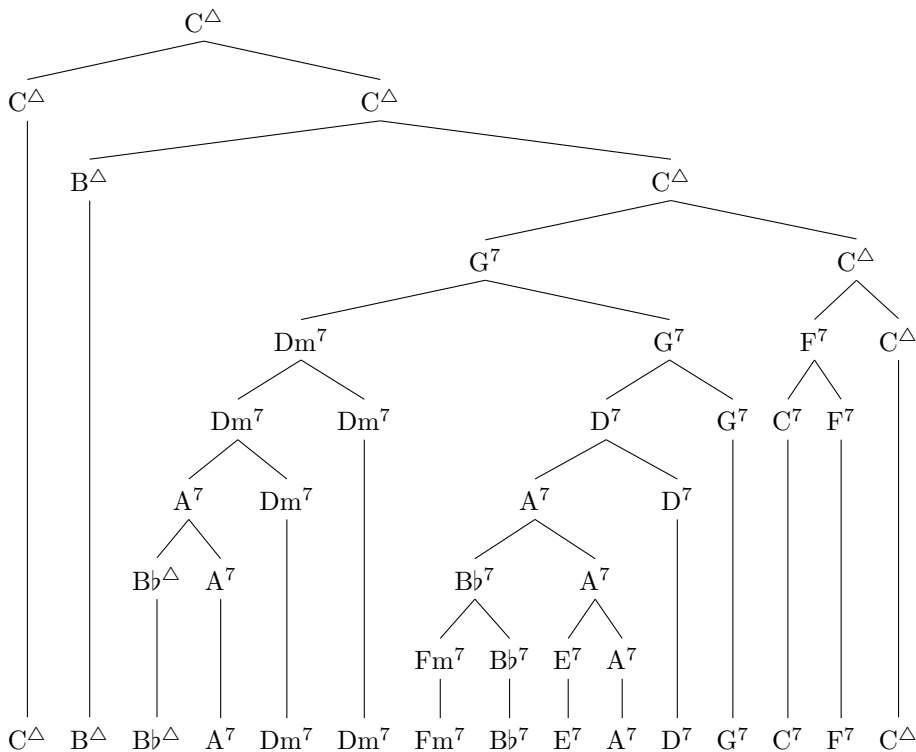 C△
C△ C△
B△ C△
G⁷ C△
Dm⁷ G⁷ F⁷ C△
Dm⁷ Dm⁷ D⁷ G⁷ C⁷ F⁷
A⁷ Dm⁷ A⁷ D⁷
B♭△ A⁷ B♭⁷ A⁷
Fm⁷ B♭⁷ E⁷ A⁷
C△ B△ B♭△ A⁷ Dm⁷ Dm⁷ Fm⁷ B♭⁷ E⁷ A⁷ D⁷ G⁷ C⁷ F⁷ C△